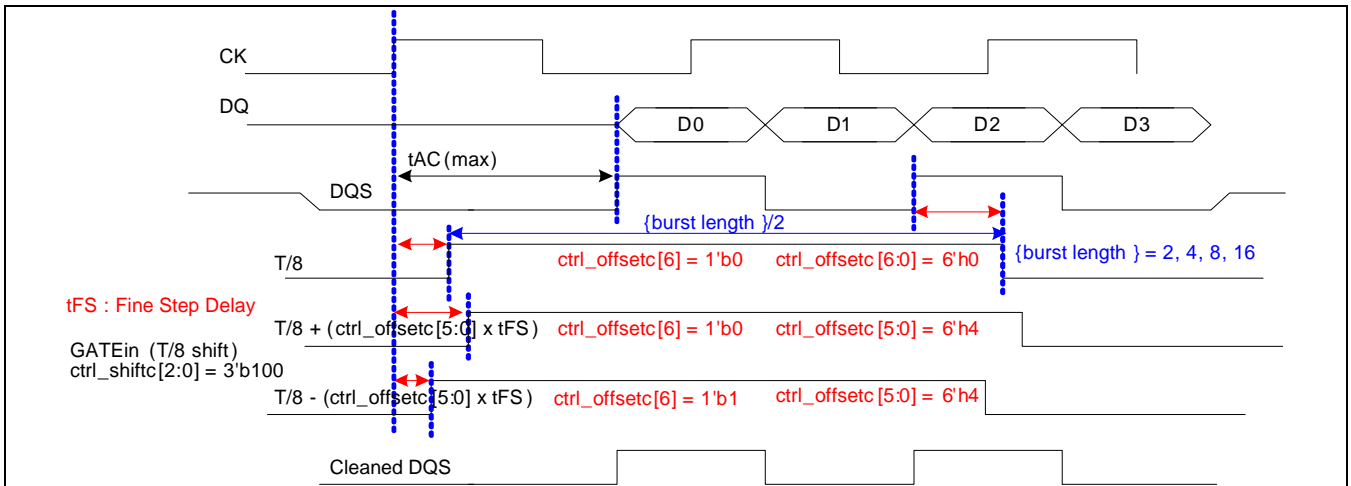 CK
DQ
D0 D1 D2 D3
tAC (max)
DQS
{burst length }/2
T/8 ctrl_offsetc[6] = 1'b0 ctrl_offsetc [6:0] = 6'h0 {burst length } = 2, 4, 8, 16
tFS : Fine Step Delay
T/8 + (ctrl_offsetc [5:0] x tFS ) ctrl_offsetc[6] = 1'b0 ctrl_offsetc [5:0] = 6'h4
GATEin (T/8 shift)
ctrl_shiftc [2:0] = 3'b100
T/8 - (ctrl_offsetc [5:0] x tFS ) ctrl_offsetc[6] = 1'b1 ctrl_offsetc [5:0] = 6'h4
Cleaned DQS